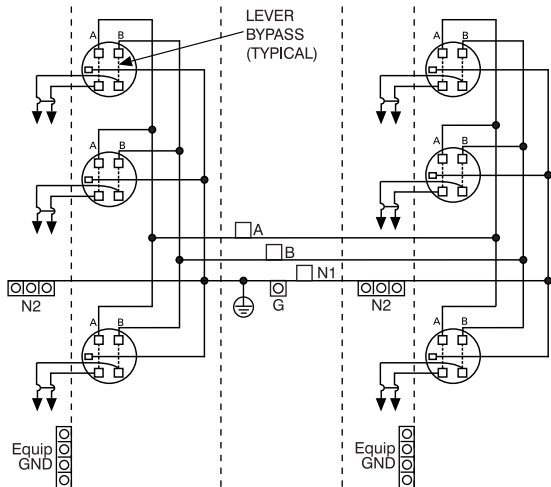 LEVER
BYPASS
(TYPICAL)
A B
A B
A B
A B
A
B
N1
N2
G
N2
A B
A B
Equip
GND
Equip
GND